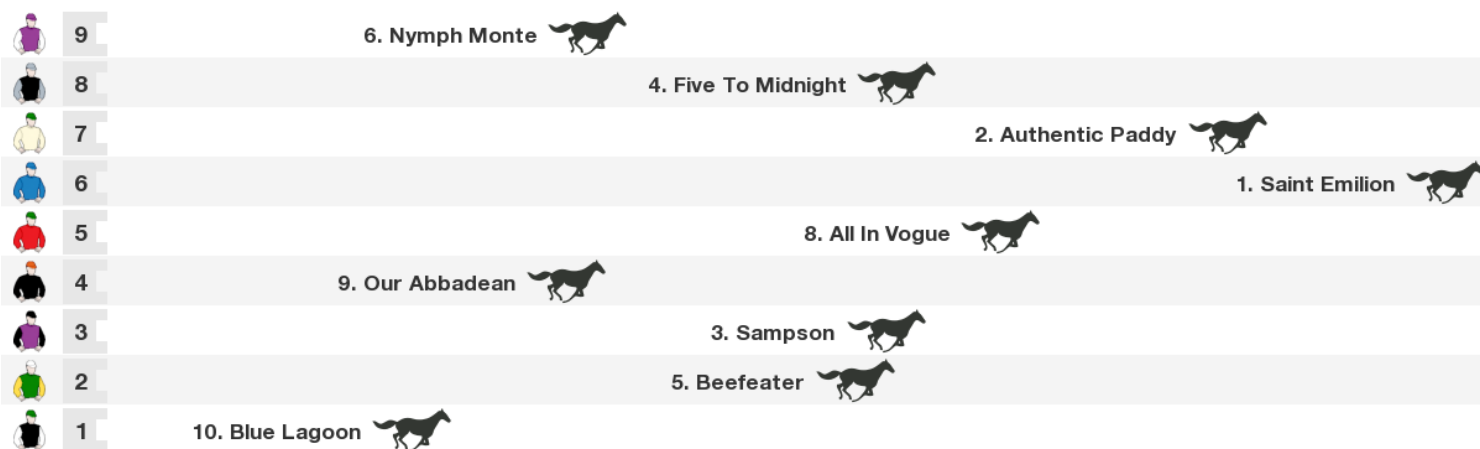 9 6. Nymph Monte
8 4. Five To Midnight
7 2. Authentic Paddy
6 1. Saint Emilion
5 8. All In Vogue
4 9. Our Abbadean
3 3. Sampson
2 5. Beefeater
1 10. Blue Lagoon